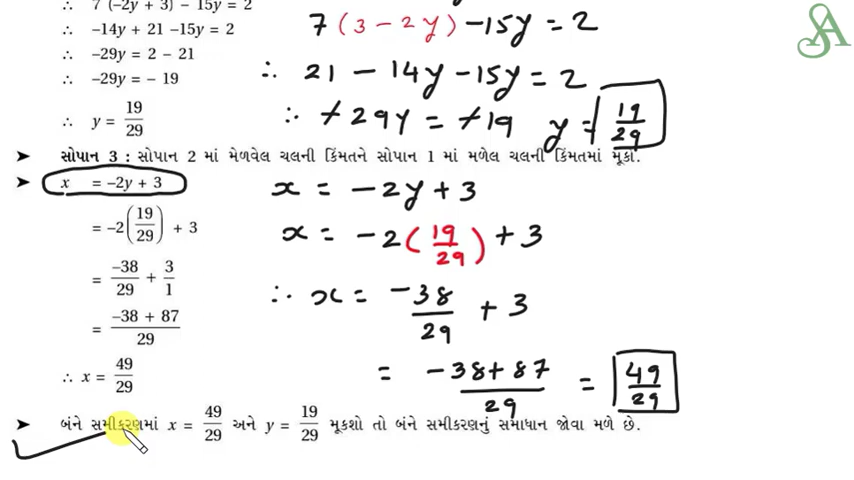 ∴ 7 (−2y + 3) − 15y = 2
7 (3 − 2y) − 15y = 2
∴ −14y + 21 −15y = 2
∴ 21 − 14y − 15y = 2
∴ −29y = 2 − 21
∴ −29y = − 19
∴ −29y = −19 y = 19/29
∴ y = 19/29
➤ સોપાન 3 : સોપાન 2 માં મેળવેલ ચલની કિંમતને સોપાન 1 માં મળેલ ચલની કિંમતમાં મૂકો.
➤ x = −2y + 3
x = −2y + 3
= −2(19/29) + 3
x = −2(19/29) + 3
= −38/29 + 3/1
∴ x = −38/29 + 3
= −38 + 87/29
= −38+87/29 = 49/29
∴ x = 49/29
➤ બંને સમીકરણમાં x = 49/29 અને y = 19/29 મૂકશો તો બંને સમીકરણનું સમાધાન જોવા મળે છે.